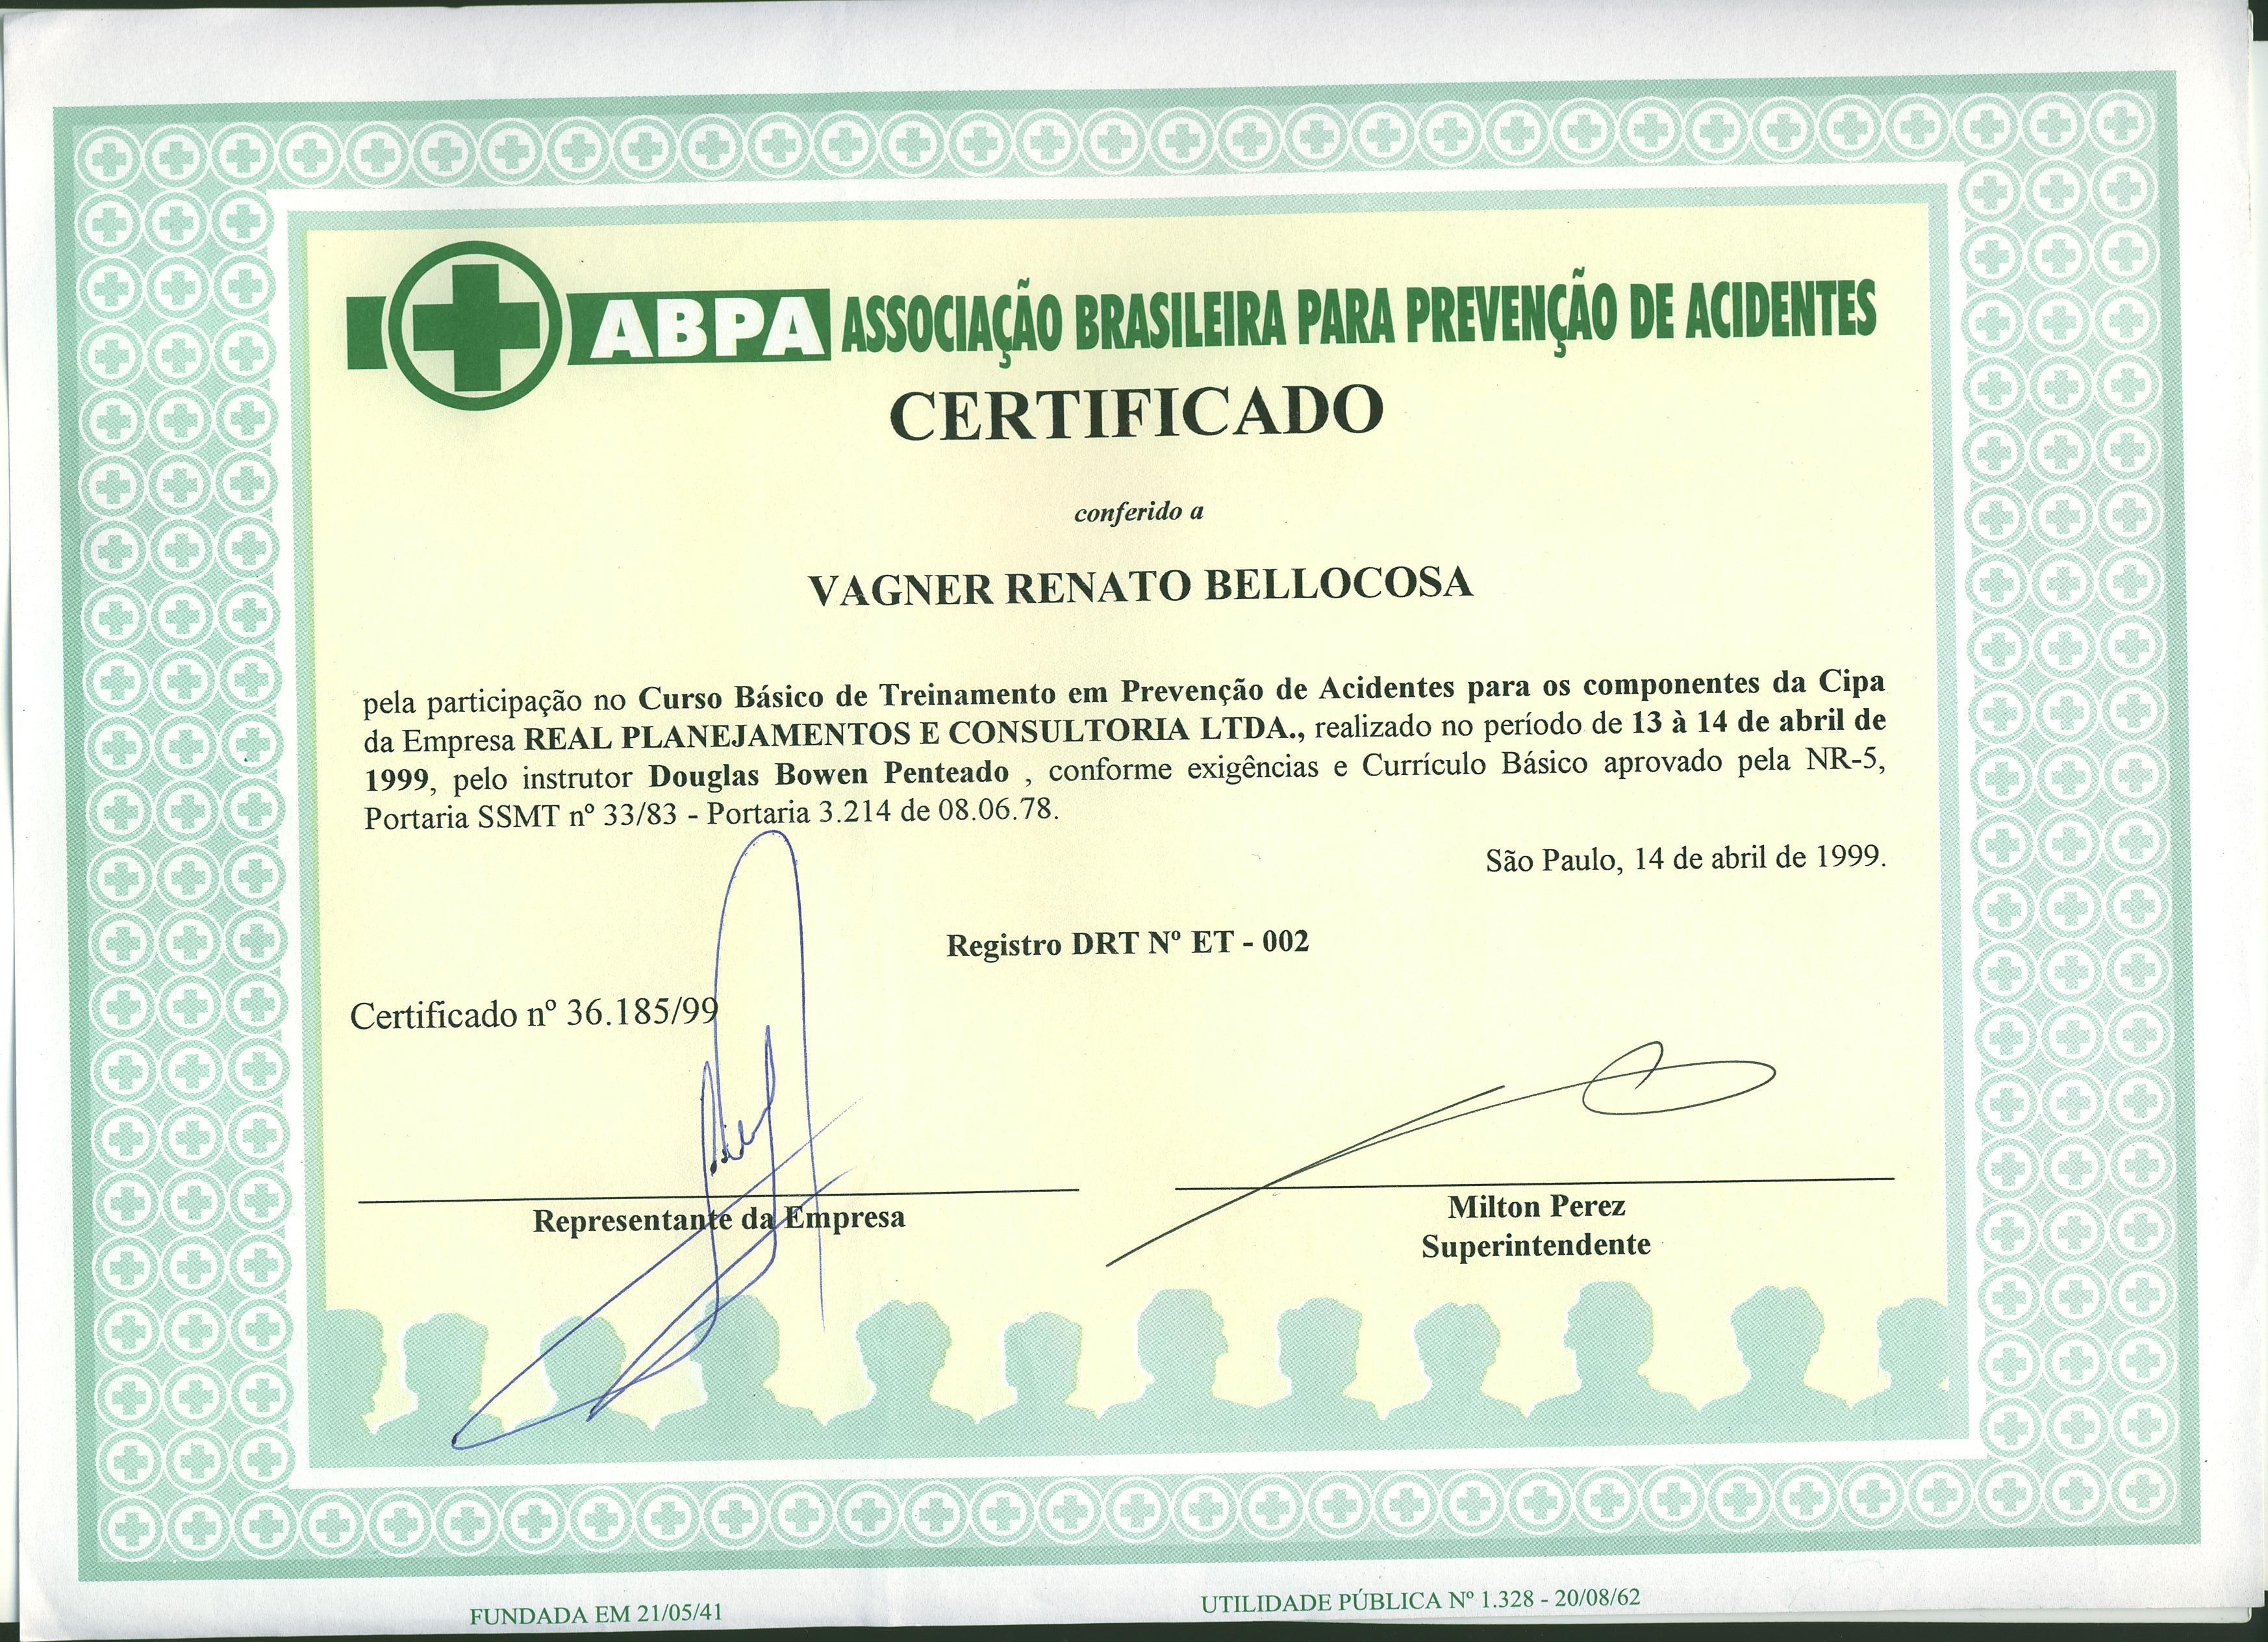 ABPA ASSOCIAÇÃO BRASILEIRA PARA PREVENÇÃO DE ACIDENTES
CERTIFICADO
conferido a
VAGNER RENATO BELLOCOSA
pela participação no Curso Básico de Treinamento em Prevenção de Acidentes para os componentes da Cipa
da Empresa REAL PLANEJAMENTOS E CONSULTORIA LTDA., realizado no período de 13 à 14 de abril de
1999, pelo instrutor Douglas Bowen Penteado , conforme exigências e Currículo Básico aprovado pela NR-5,
Portaria SSMT nº 33/83 - Portaria 3.214 de 08.06.78.
São Paulo, 14 de abril de 1999.
Registro DRT Nº ET - 002
Certificado nº 36.185/99
Representante da Empresa
Milton Perez
Superintendente
FUNDADA EM 21/05/41
UTILIDADE PÚBLICA Nº 1.328 - 20/08/62